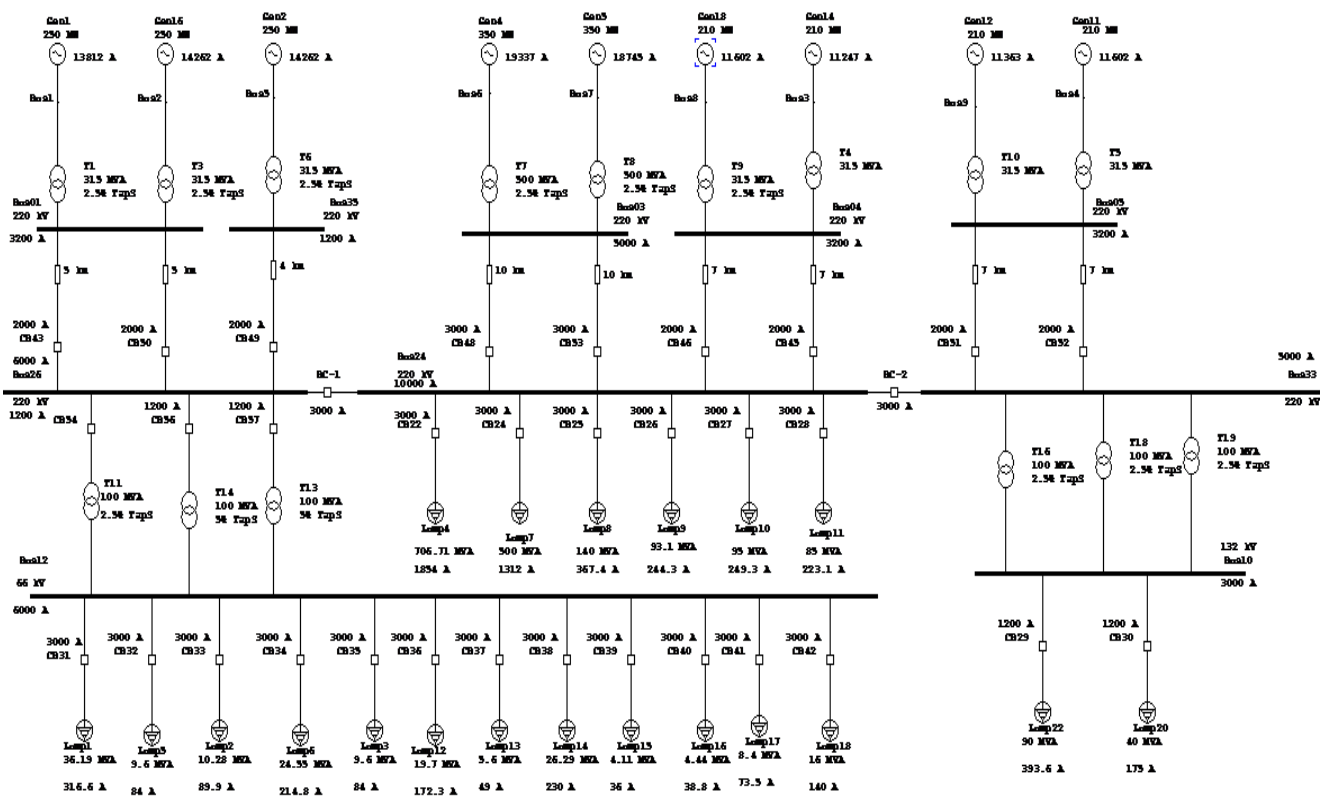 Gen1
250 MW
13812 A
Gen16
250 MW
14262 A
Gen2
250 MW
14262 A
Gen4
350 MW
19337 A
Gen5
350 MW
18745 A
Gen18
210 MW
11602 A
Gen14
210 MW
11247 A
Gen12
210 MW
11363 A
Gen11
210 MW
11602 A
Bus1
Bus2
Bus5
Bus6
Bus7
Bus8
Bus3
Bus9
Bus4
T1
315 MVA
2.5% TapS
T3
315 MVA
2.5% TapS
T6
315 MVA
2.5% TapS
T7
500 MVA
2.5% TapS
T8
500 MVA
2.5% TapS
T9
315 MVA
2.5% TapS
T4
315 MVA
T10
315 MVA
T5
315 MVA
Bus01
220 kV
3200 A
Bus35
220 kV
1200 A
Bus03
220 kV
5000 A
Bus04
220 kV
3200 A
Bus05
220 kV
3200 A
5 km
5 km
4 km
10 km
10 km
7 km
7 km
7 km
7 km
2000 A
CB43
2000 A
CB50
2000 A
CB49
3000 A
CB48
3000 A
CB53
2000 A
CB46
2000 A
CB45
2000 A
CB51
2000 A
CB52
6000 A
Bus26
220 kV
BC-1
3000 A
Bus24
220 kV
10000 A
BC-2
3000 A
5000 A
Bus33
220 kV
1200 A
CB54
1200 A
CB56
1200 A
CB57
3000 A
CB22
3000 A
CB24
3000 A
CB25
3000 A
CB26
3000 A
CB27
3000 A
CB28
T11
100 MVA
2.5% TapS
T14
100 MVA
5% TapS
T13
100 MVA
5% TapS
T16
100 MVA
2.5% TapS
T18
100 MVA
2.5% TapS
T19
100 MVA
2.5% TapS
Lump4
706.71 MVA
1854 A
Lump7
500 MVA
1312 A
Lump8
140 MVA
367.4 A
Lump9
93.1 MVA
244.3 A
Lump10
95 MVA
249.3 A
Lump11
85 MVA
223.1 A
Bus12
66 kV
6000 A
132 kV
Bus10
3000 A
3000 A
CB31
3000 A
CB32
3000 A
CB33
3000 A
CB34
3000 A
CB35
3000 A
CB36
3000 A
CB37
3000 A
CB38
3000 A
CB39
3000 A
CB40
3000 A
CB41
3000 A
CB42
1200 A
CB29
1200 A
CB30
Lump1
36.19 MVA
316.6 A
Lump5
9.6 MVA
84 A
Lump2
10.28 MVA
89.9 A
Lump6
24.55 MVA
214.8 A
Lump3
9.6 MVA
84 A
Lump12
19.7 MVA
172.3 A
Lump13
5.6 MVA
49 A
Lump14
26.29 MVA
230 A
Lump15
4.11 MVA
36 A
Lump16
4.44 MVA
38.8 A
Lump17
8.4 MVA
73.5 A
Lump18
16 MVA
140 A
Lump22
90 MVA
393.6 A
Lump20
40 MVA
175 A